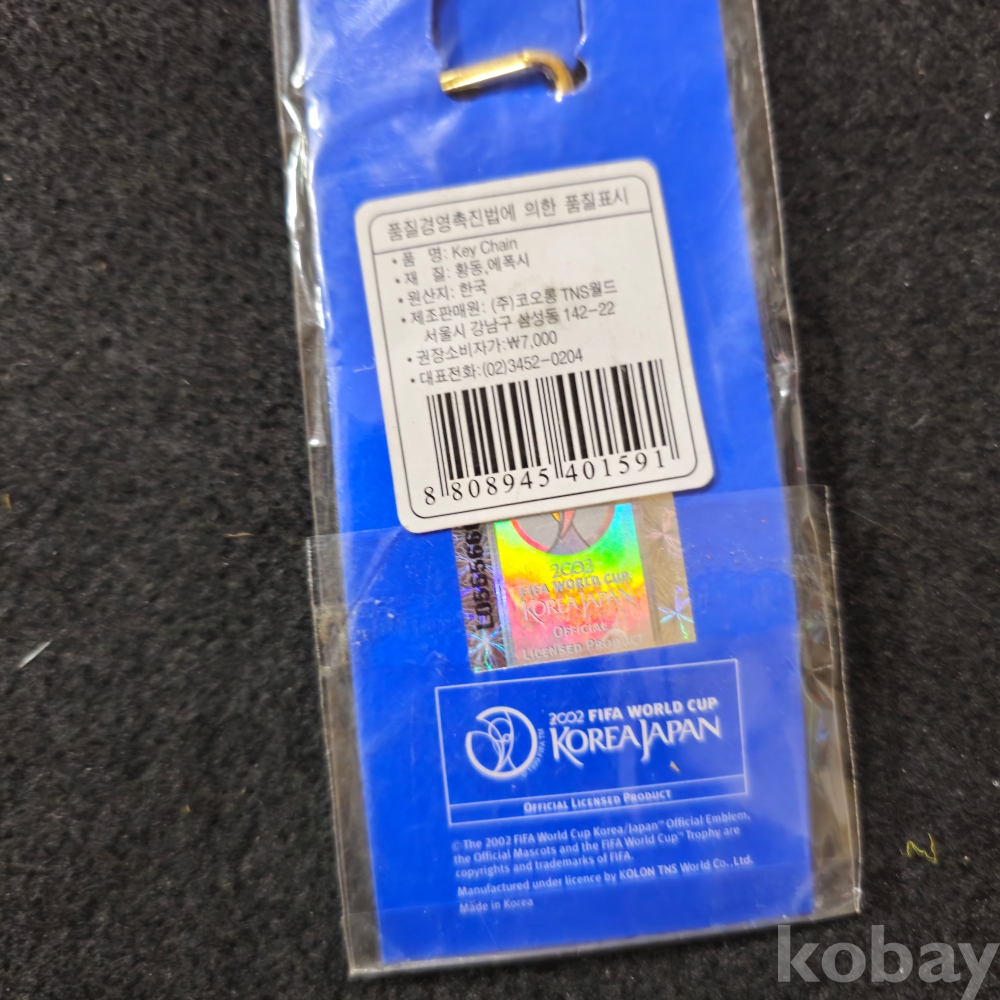 품질경영촉진법에 의한 품질표시
• 품 명: Key Chain
• 재 질: 황동,에폭시
• 원산지: 한국
• 제조판매원: (주)코오롱 TNS월드
서울시 강남구 삼성동 142-22
• 권장소비자가:₩7,000
• 대표전화:(02)3452-0204
8 808945 401591
2002
FIFA WORLD CUP
KOREA JAPAN
OFFICIAL
LICENSED PRODUCT
2002 FIFA WORLD CUP
KOREA JAPAN
OFFICIAL LICENSED PRODUCT
© The 2002 FIFA World Cup Korea/Japan™ Official Emblem,
the Official Mascots and the FIFA World Cup™ Trophy are
copyrights and trademarks of FIFA.
Manufactured under licence by KOLON TNS World Co., Ltd.
Made in Korea
kobay